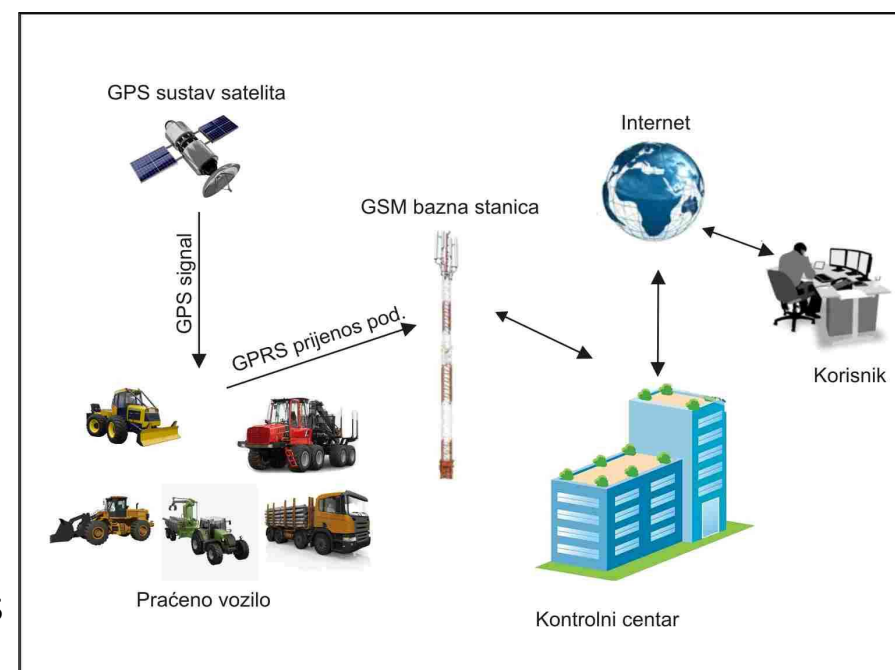 GPS sustav satelita
Internet
GSM bazna stanica
GPS signal
GPRS prijenos pod.
Korisnik
Praćeno vozilo
Kontrolni centar
s